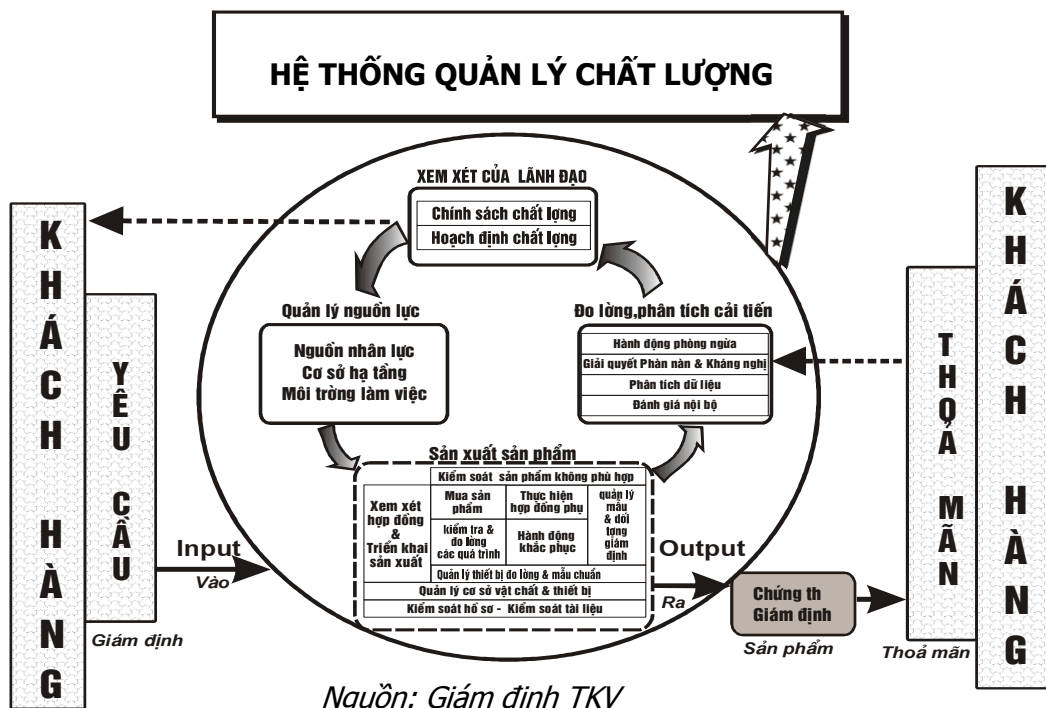 HỆ THỐNG QUẢN LÝ CHẤT LƯỢNG
XEM XÉT CỦA LÃNH ĐẠO
Chính sách chất lợng
Hoạch định chất lợng
Quản lý nguồn lực
Nguồn nhân lực
Cơ sở hạ tầng
Môi trờng làm việc
Đo lờng,phân tích cải tiến
Hành động phòng ngừa
Giải quyết Phàn nàn & Kháng nghị
Phân tích dữ liệu
Đánh giá nội bộ
Sản xuất sản phẩm
Kiểm soát sản phẩm không phù hợp
Xem xét
hợp đồng
&
Triển khai
sản xuất
Mua sản
phẩm
Thực hiện
hợp đồng phụ
quản lý
mẫu
& đối
tợng
giám
định
kiểm tra &
đo lờng
các quá trình
Hành động
khắc phục
Quản lý thiết bị đo lờng & mẫu chuẩn
Quản lý cơ sở vật chất & thiết bị
Kiểm soát hồ sơ - Kiểm soát tài liệu
KHÁCH HÀNG
YÊU CẦU
Input
Vào
Giám định
Output
Ra
Chứng th
Giám định
Sản phẩm
Thoả mãn
THOẢ MÃN
KHÁCH HÀNG
Nguồn: Giám định TKV